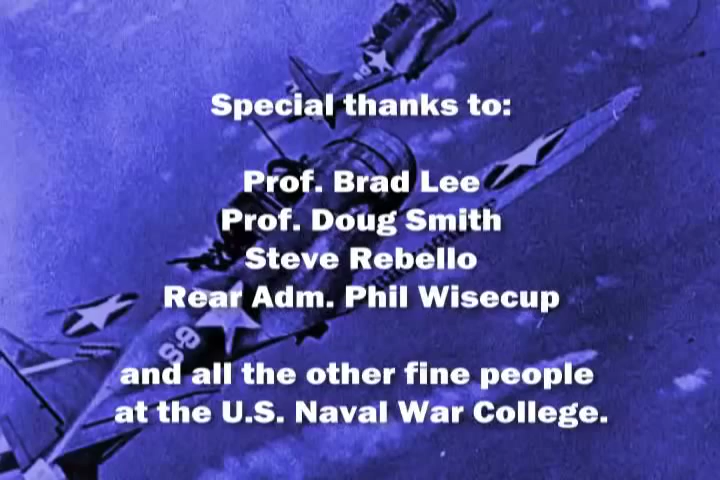 Special thanks to:
Prof. Brad Lee
Prof. Doug Smith
Steve Rebello
Rear Adm. Phil Wisecup
and all the other fine people
at the U.S. Naval War College.